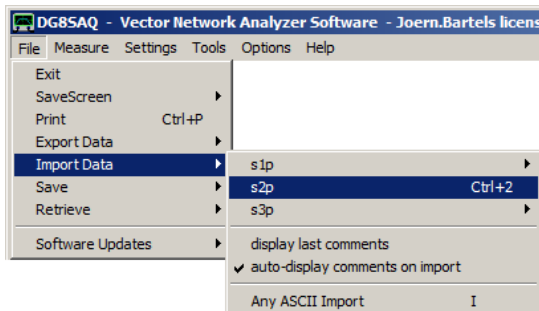 DG8SAQ - Vector Network Analyzer Software - Joern.Bartels
File Measure Settings Tools Options Help
Exit
SaveScreen
Print Ctrl+P
Export Data
Import Data
s1p
Save
s2p Ctrl+2
Retrieve
s3p
Software Updates
display last comments
auto-display comments on import
Any ASCII Import I